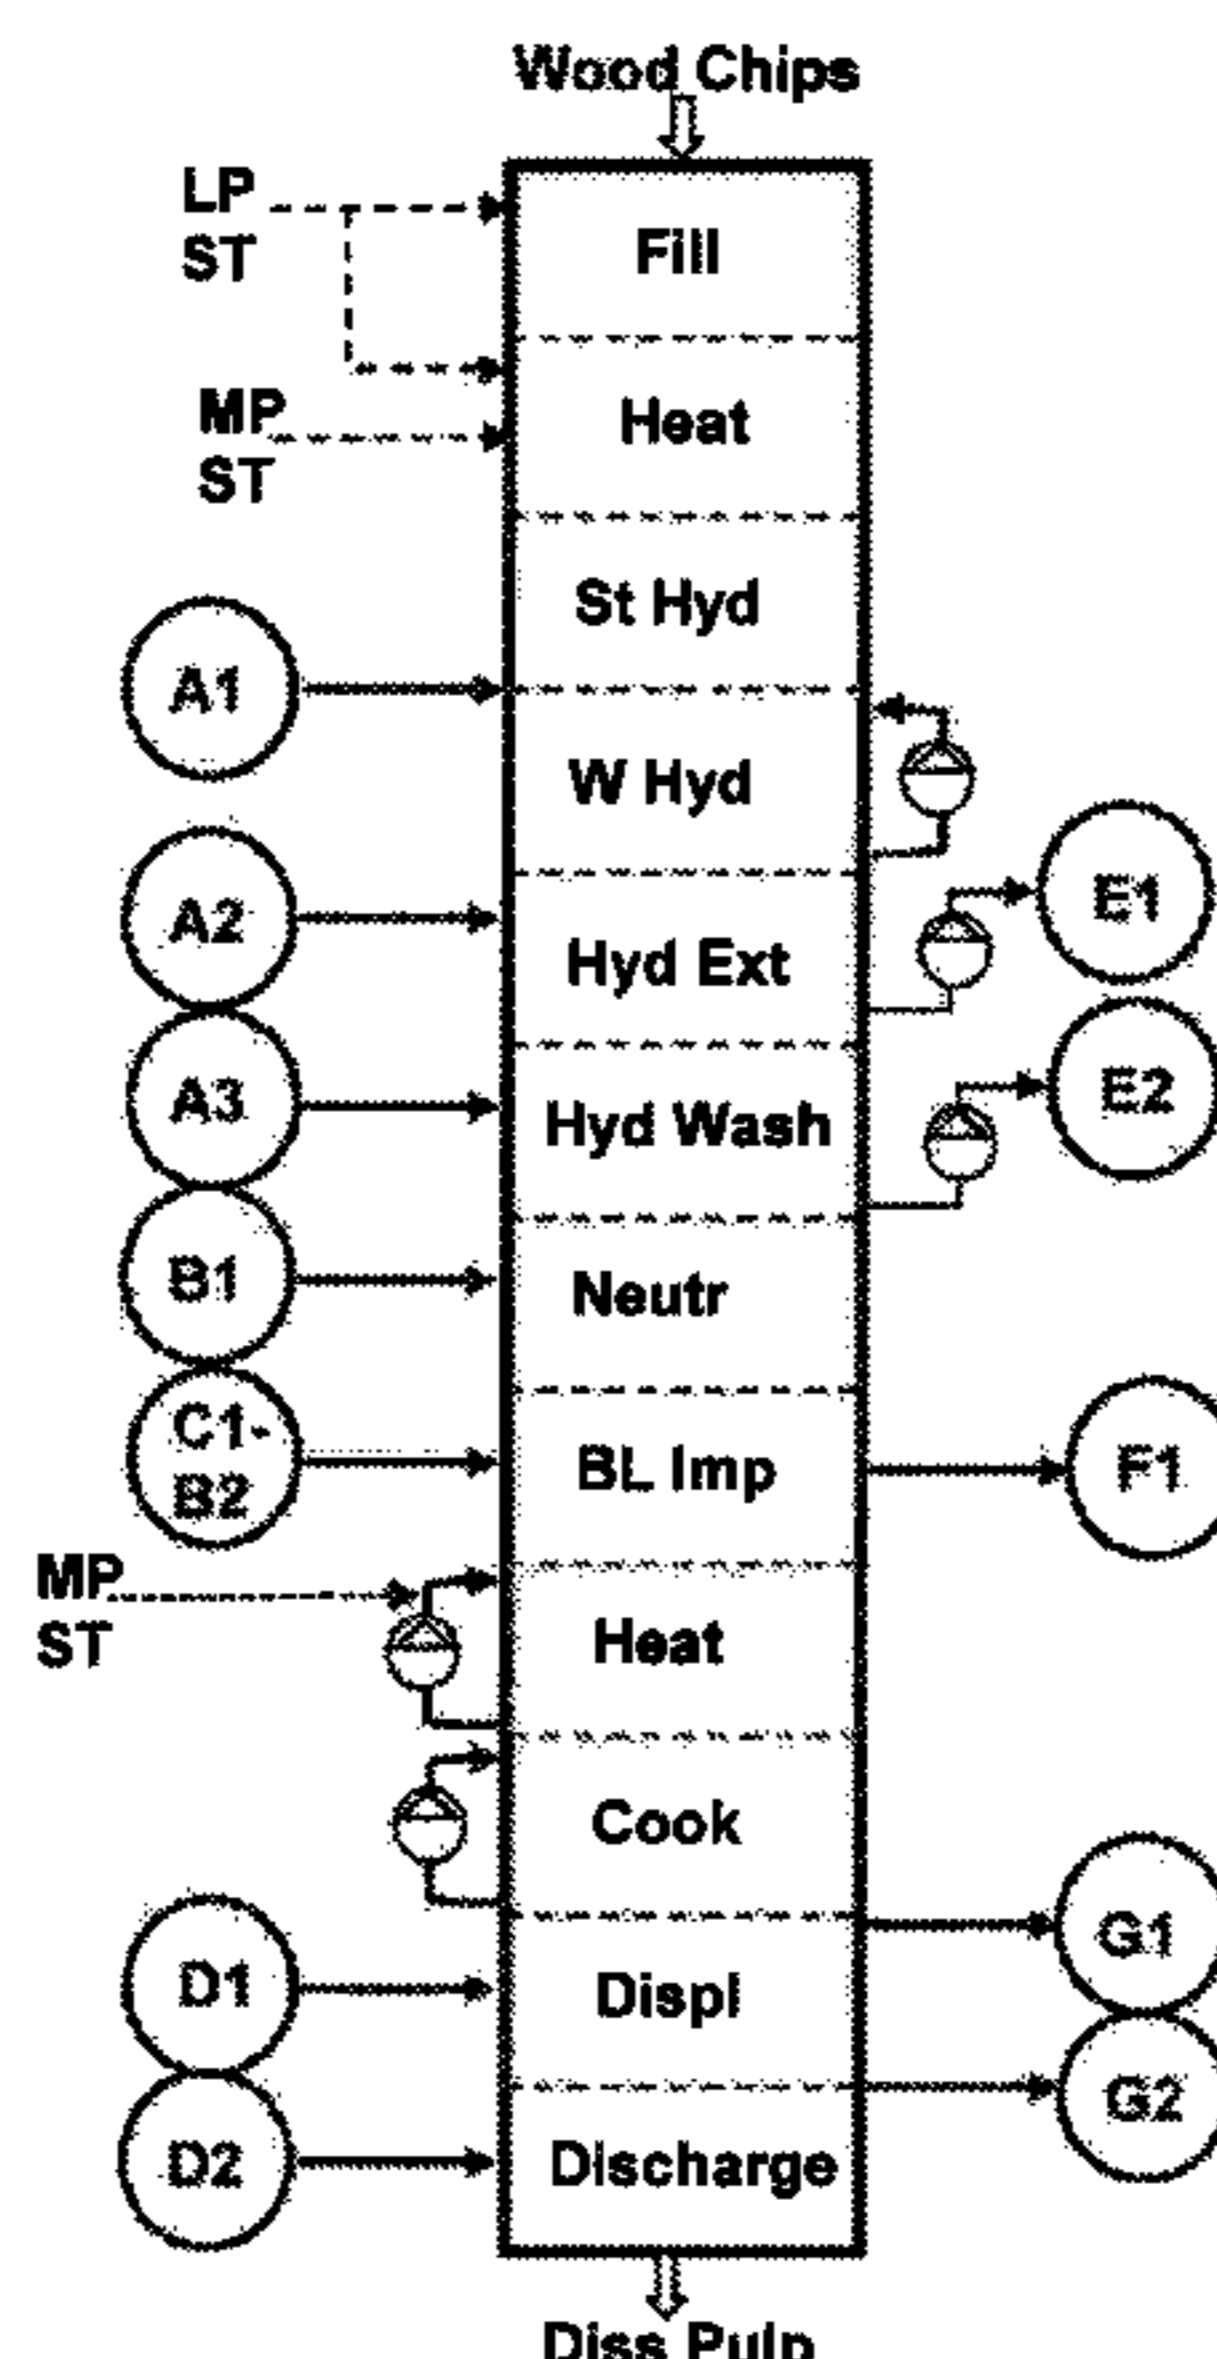 Wood Chips
LP
ST
Fill
MP
ST
Heat
St Hyd
A1
W Hyd
A2
Hyd Ext
E1
A3
Hyd Wash
E2
B1
Neutr
C1-
B2
BL Imp
F1
MP
ST
Heat
Cook
D1
Displ
G1
D2
Discharge
G2
Diss Pulp